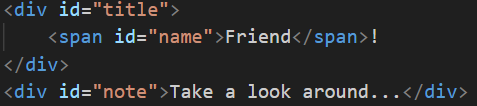 <div id="title">
    <span id="name">Friend</span>!
</div>
<div id="note">Take a look around...</div>